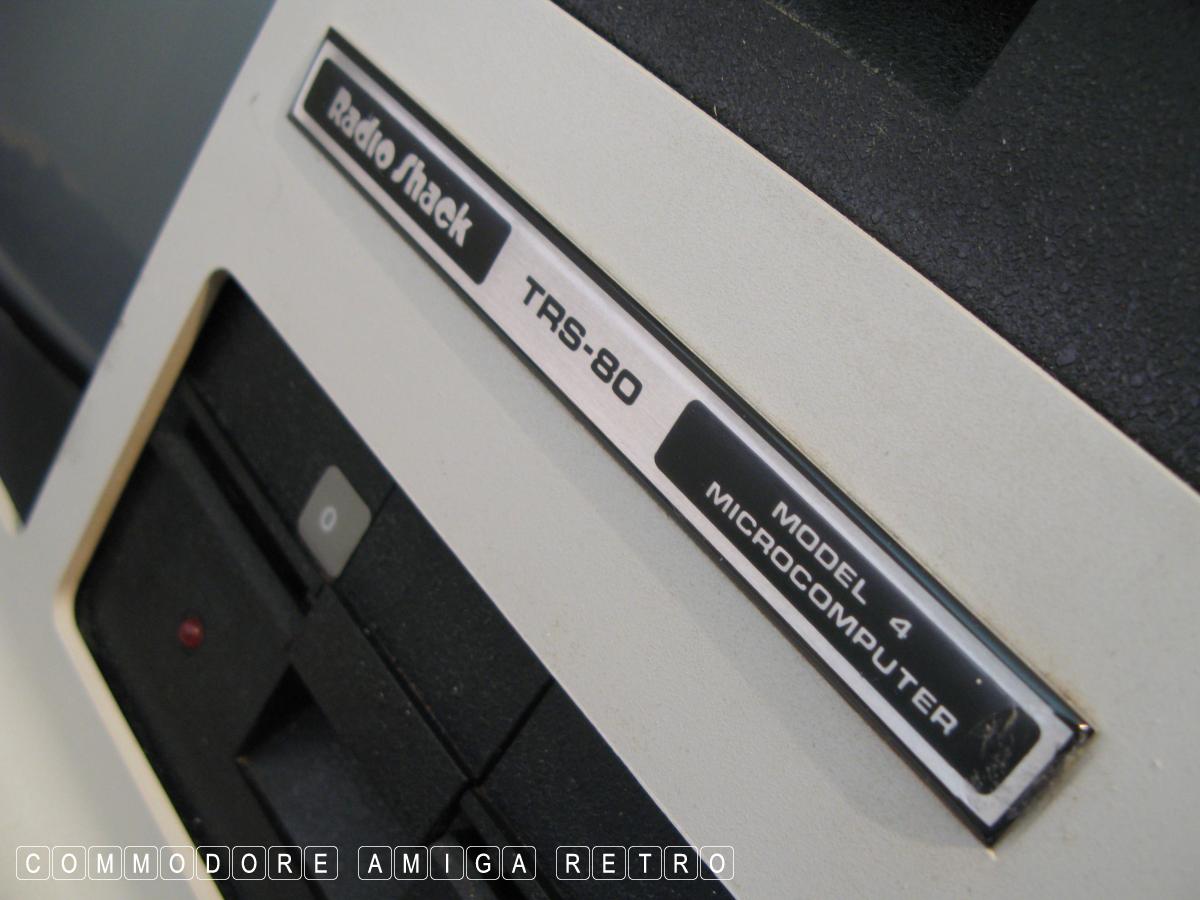 Radio Shack
TRS-80
MODEL 4
MICROCOMPUTER
0
COMMODORE AMIGA RETRO